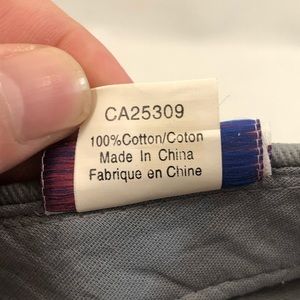 CA25309
100%Cotton/Coton
Made In China
Fabrique en Chine